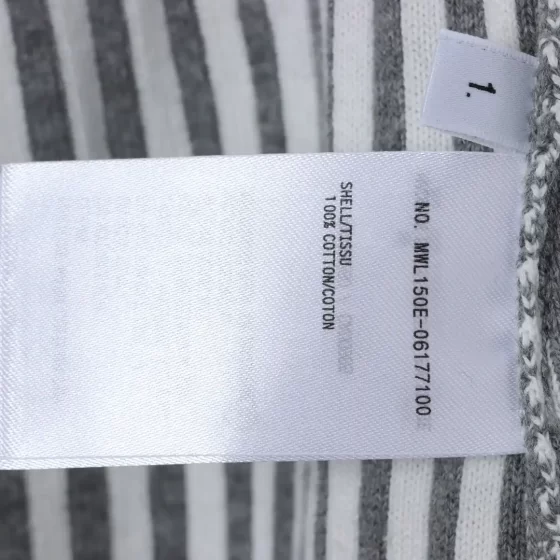 1.
NO. MWL150E-06177100
SHELL/TISSU
100% COTTON/COTON